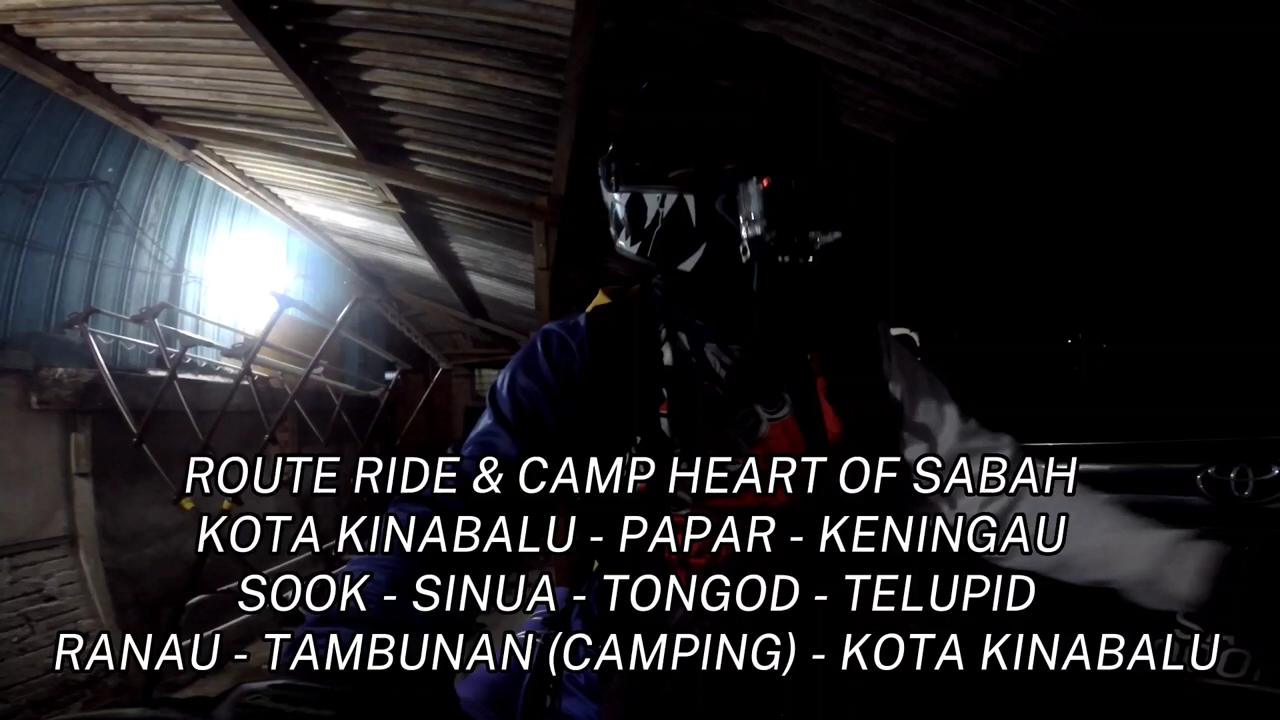 ROUTE RIDE & CAMP HEART OF SABAH
KOTA KINABALU - PAPAR - KENINGAU
SOOK - SINUA - TONGOD - TELUPID
RANAU - TAMBUNAN (CAMPING) - KOTA KINABALU